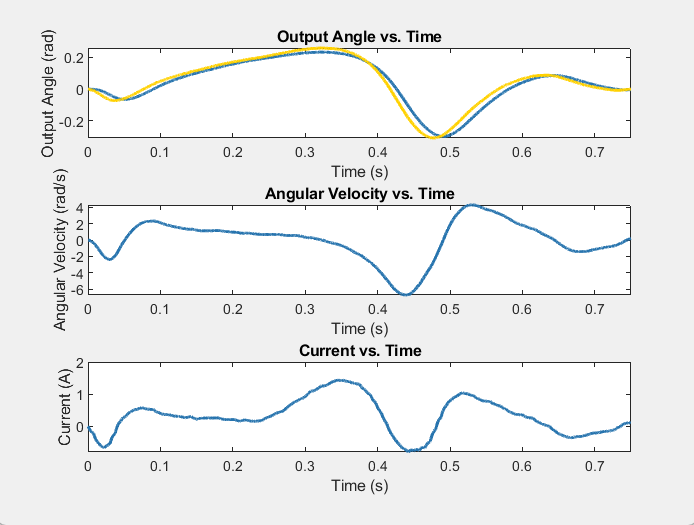 Output Angle vs. Time
Output Angle (rad)
0.2
0
-0.2
0 0.1 0.2 0.3 0.4 0.5 0.6 0.7
Time (s)
Angular Velocity vs. Time
Angular Velocity (rad/s)
4
2
0
-2
-4
-6
0 0.1 0.2 0.3 0.4 0.5 0.6 0.7
Time (s)
Current vs. Time
Current (A)
2
1
0
0 0.1 0.2 0.3 0.4 0.5 0.6 0.7
Time (s)